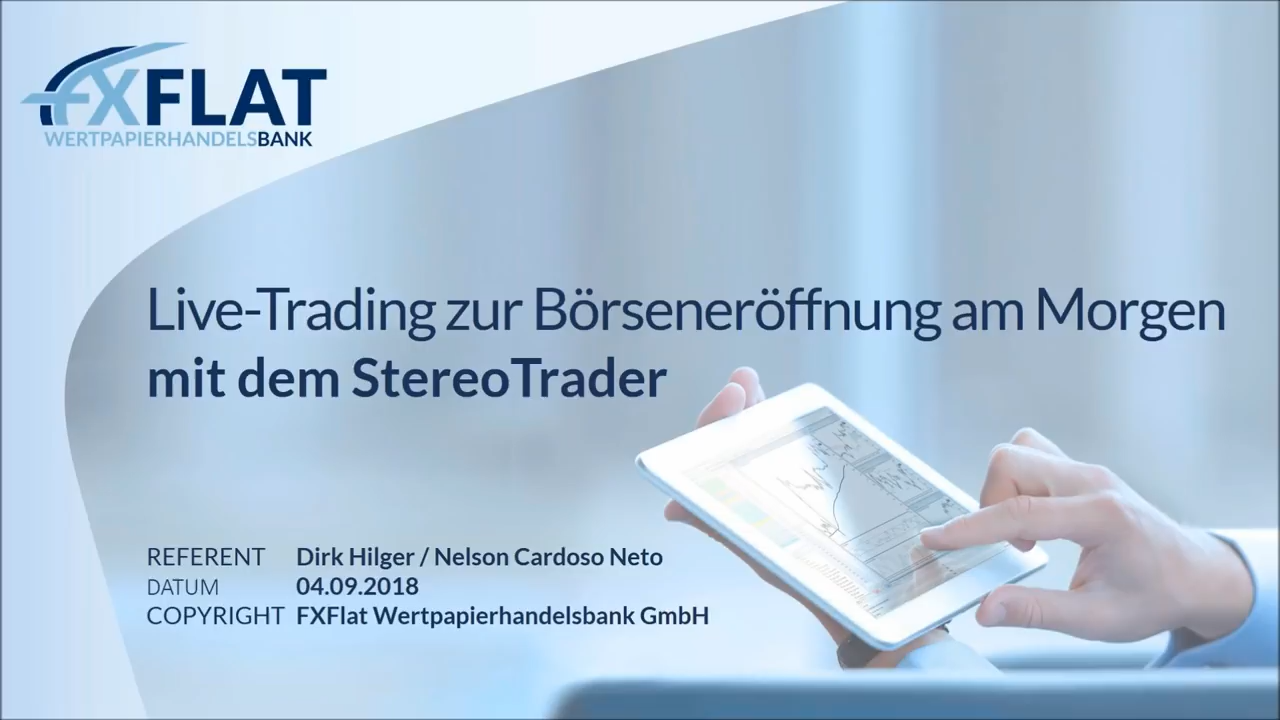 FXFLAT
WERTPAPIERHANDELSBANK
Live-Trading zur Börseneröffnung am Morgen
mit dem StereoTrader
REFERENT Dirk Hilger / Nelson Cardoso Neto
DATUM 04.09.2018
COPYRIGHT FXFlat Wertpapierhandelsbank GmbH